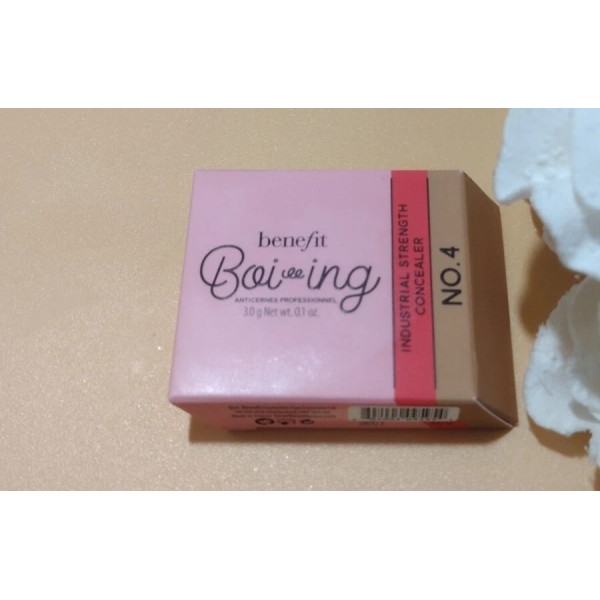 benefit
Boi-ing
ANTICERNES PROFESSIONNEL
3.0 g Net wt. 0.1 oz.
INDUSTRIAL STRENGTH
CONCEALER
NO. 4